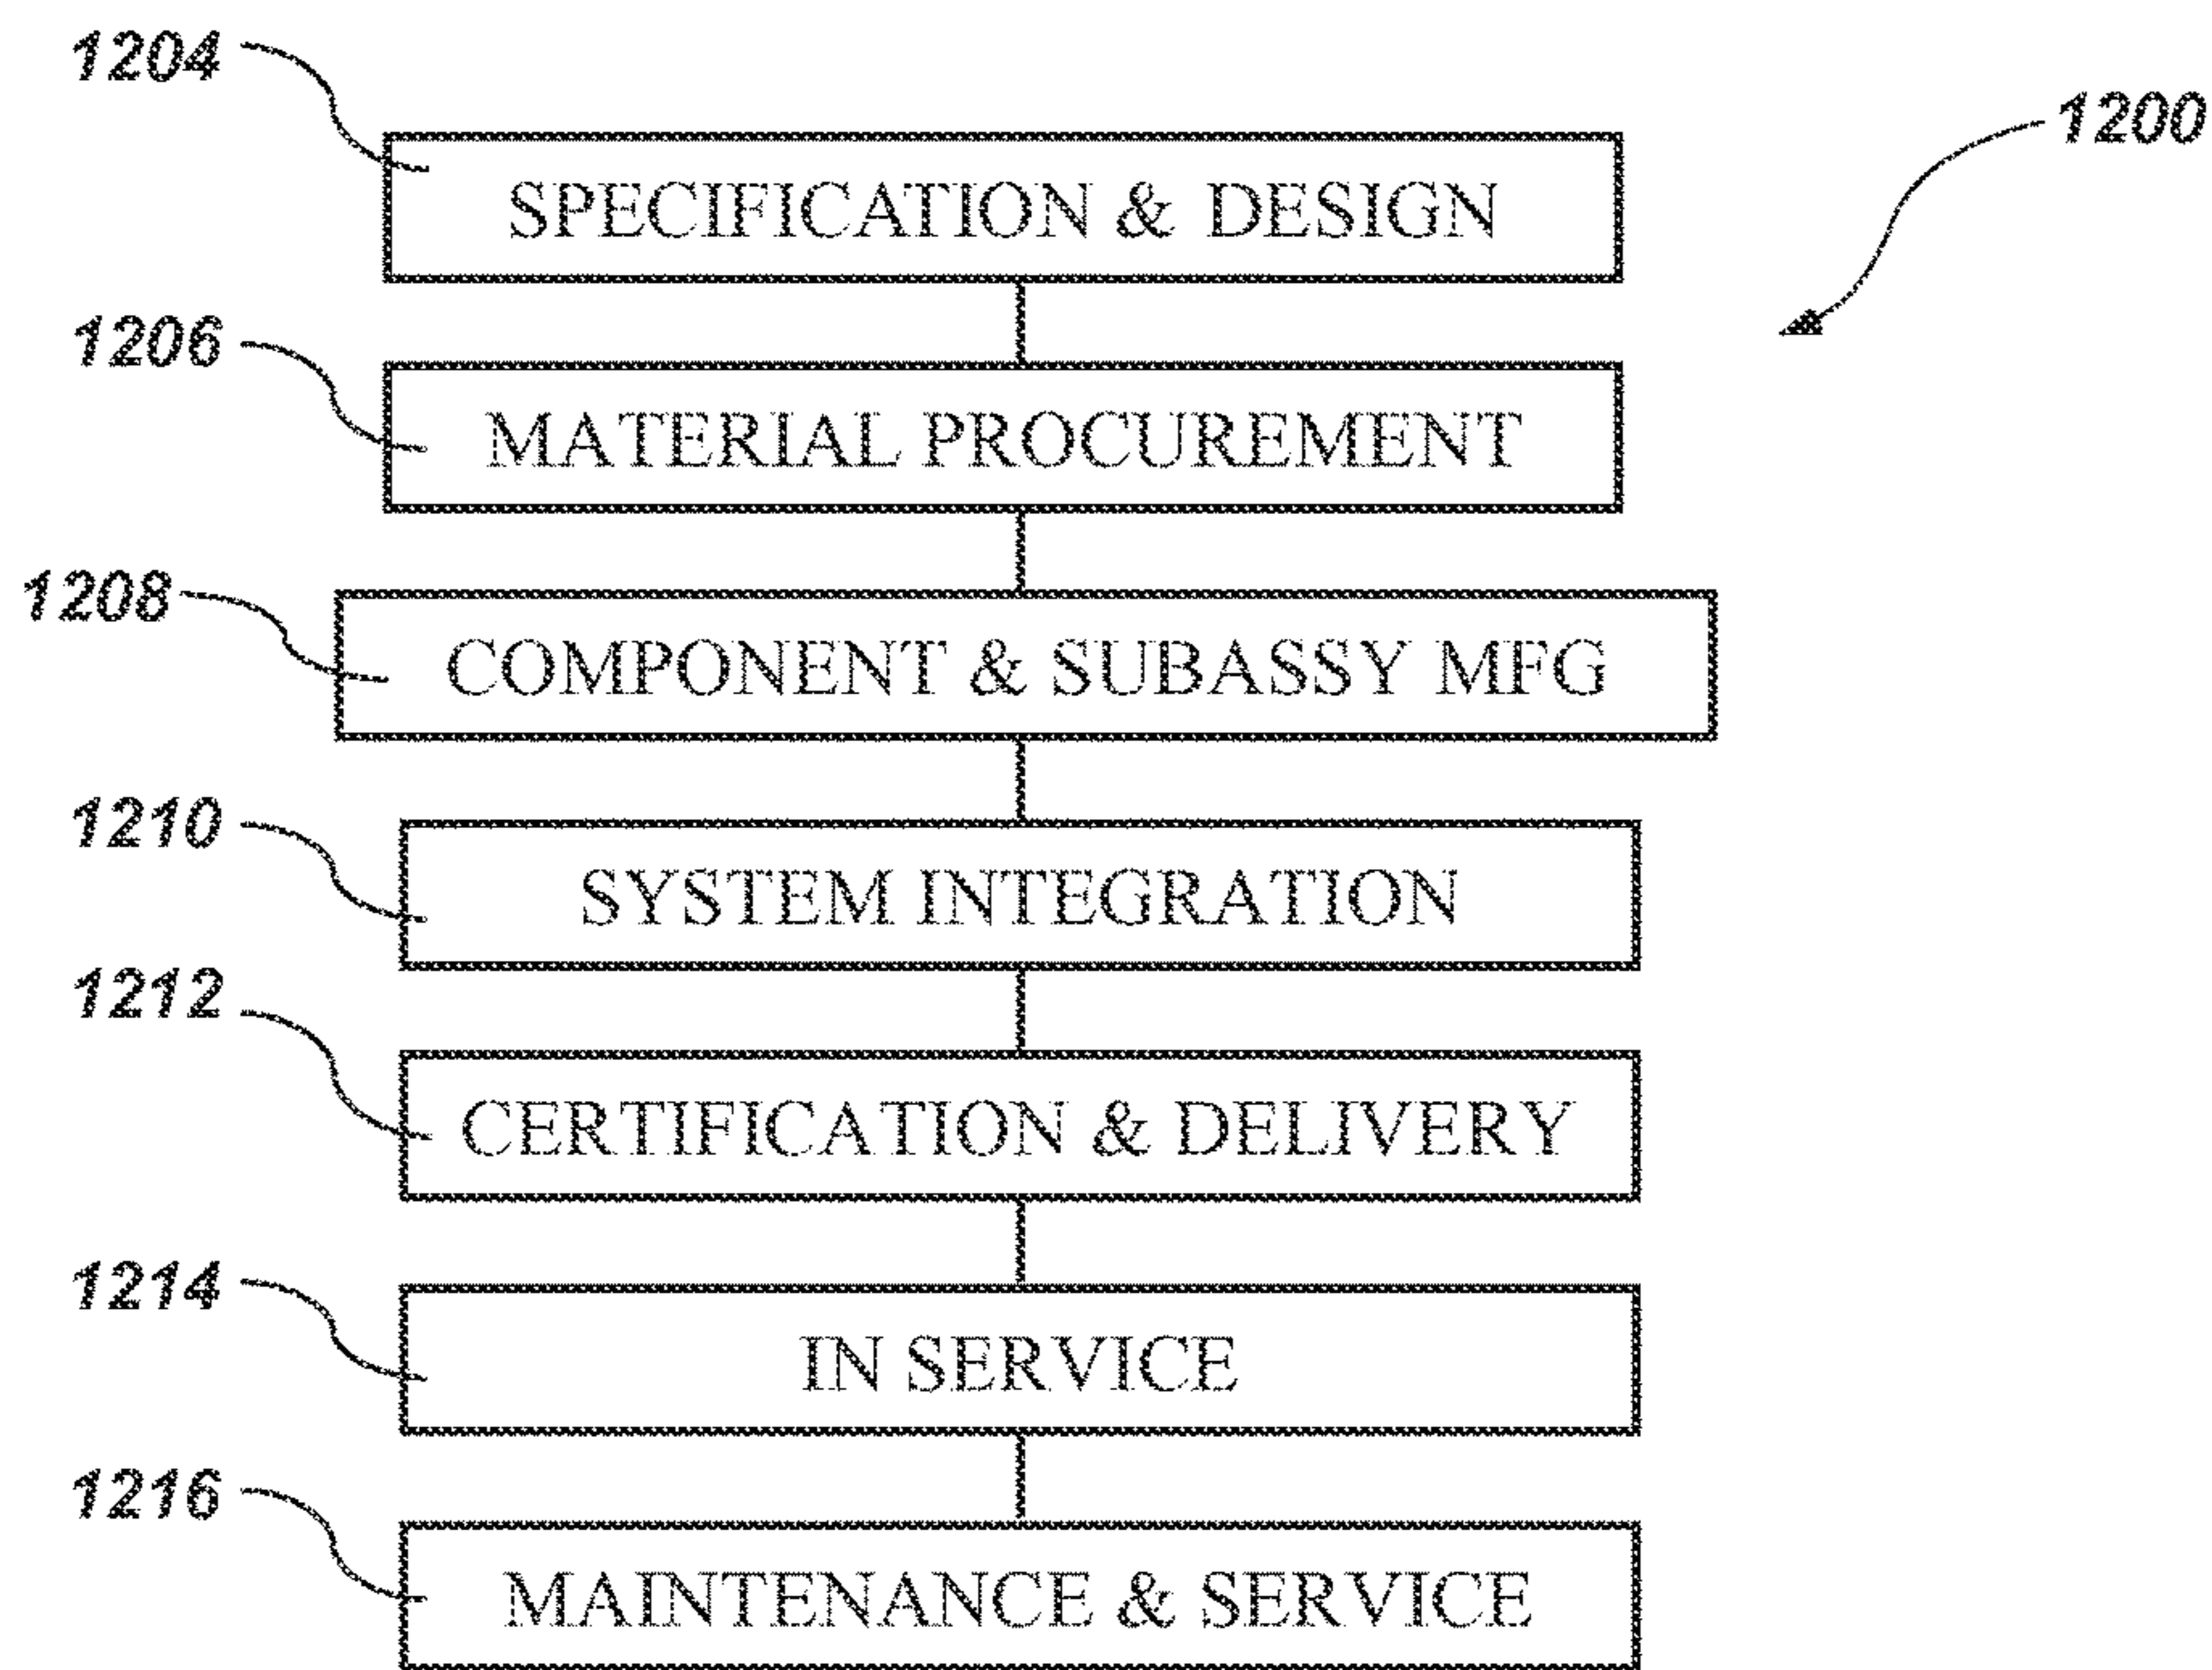 1204
1200
SPECIFICATION & DESIGN
1206
MATERIAL PROCUREMENT
1208
COMPONENT & SUBASSY MFG
1210
SYSTEM INTEGRATION
1212
CERTIFICATION & DELIVERY
1214
IN SERVICE
1216
MAINTENANCE & SERVICE